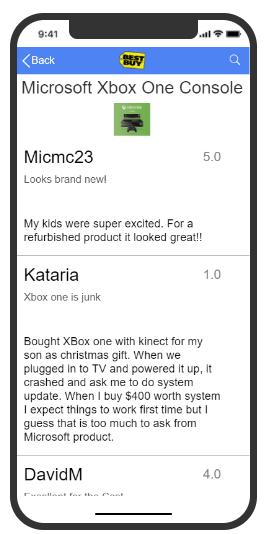 9:41
Back
BEST BUY
Microsoft Xbox One Console
Micmc23 5.0
Looks brand new!
My kids were super excited. For a
refurbished product it looked great!!
Kataria 1.0
Xbox one is junk
Bought XBox one with kinect for my
son as christmas gift. When we
plugged in to TV and powered it up, it
crashed and ask me to do system
update. When I buy $400 worth system
I expect things to work first time but I
guess that is too much to ask from
Microsoft product.
DavidM 4.0
Excellent for the Cost